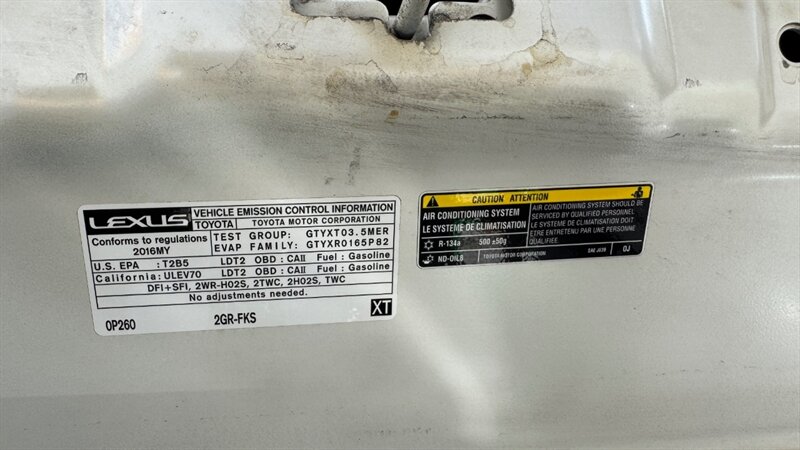 LEXUS VEHICLE EMISSION CONTROL INFORMATION
TOYOTA TOYOTA MOTOR CORPORATION
Conforms to regulations
2016MY
TEST GROUP: GTYXT03.5MER
EVAP FAMILY: GTYXR0165P82
U.S. EPA : T2B5 LDT2 OBD : CAII Fuel : Gasoline
California : ULEV70 LDT2 OBD : CAII Fuel : Gasoline
DFI+SFI, 2WR-HO2S, 2TWC, 2HO2S, TWC
No adjustments needed.
0P260 2GR-FKS XT
CAUTION ATTENTION
AIR CONDITIONING SYSTEM
LE SYSTEME DE CLIMATISATION
R-134a 500 ±50g
ND-OIL8
AIR CONDITIONING SYSTEM SHOULD BE
SERVICED BY QUALIFIED PERSONNEL
LE SYSTEME DE CLIMATISATION DOIT
ETRE ENTRETENU PAR UNE PERSONNE
QUALIFIEE
TOYOTA MOTOR CORPORATION SAE J639 0J